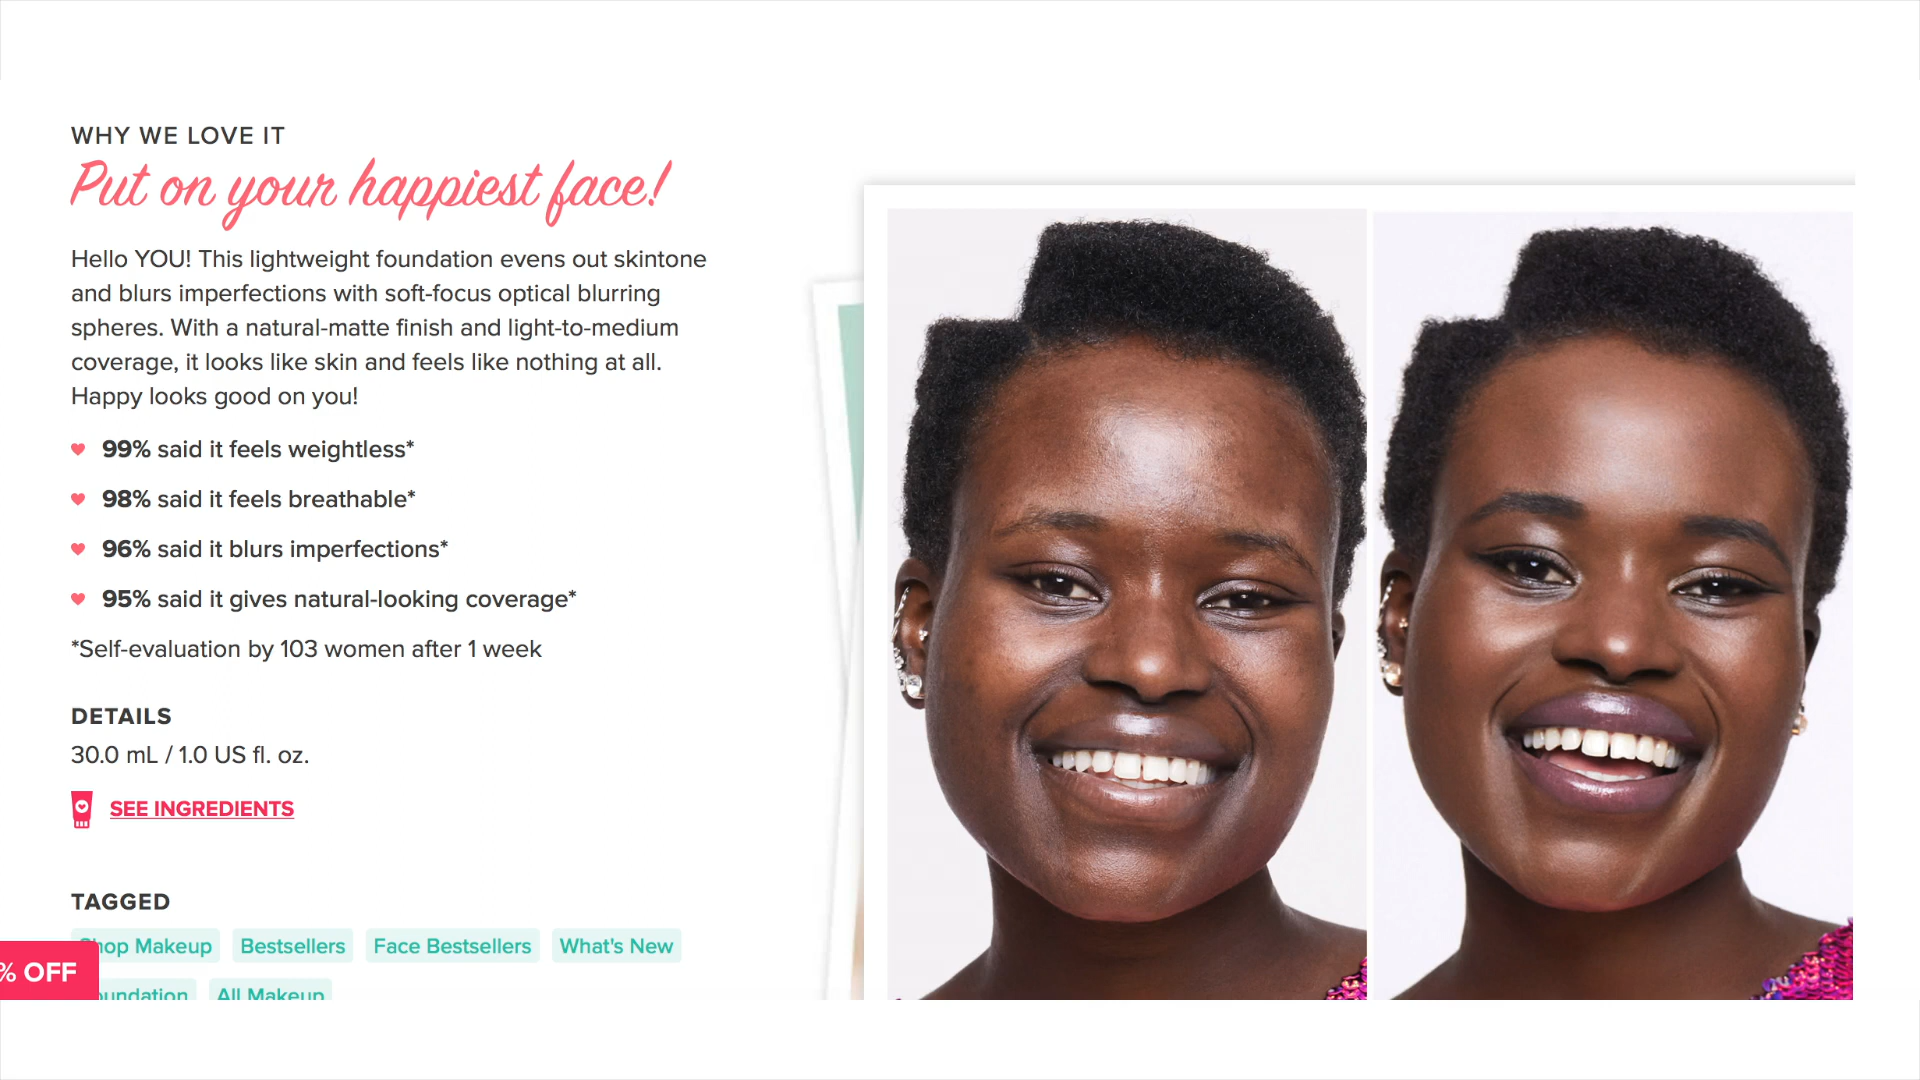 WHY WE LOVE IT
Put on your happiest face!
Hello YOU! This lightweight foundation evens out skintone
and blurs imperfections with soft-focus optical blurring
spheres. With a natural-matte finish and light-to-medium
coverage, it looks like skin and feels like nothing at all.
Happy looks good on you!
99% said it feels weightless*
98% said it feels breathable*
96% said it blurs imperfections*
95% said it gives natural-looking coverage*
*Self-evaluation by 103 women after 1 week
DETAILS
30.0 mL / 1.0 US fl. oz.
SEE INGREDIENTS
TAGGED
Shop Makeup Bestsellers Face Bestsellers What's New
% OFF
Foundation All Makeup